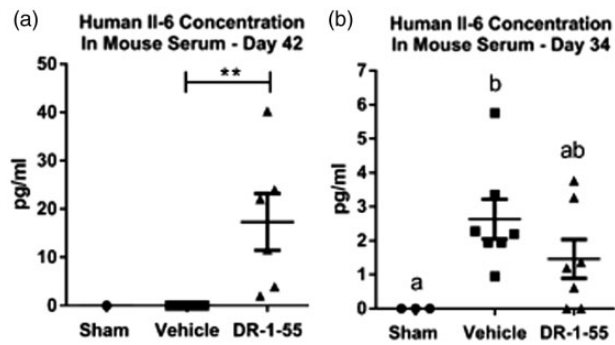 (a)
Human Il-6 Concentration
In Mouse Serum - Day 42
**
50
40
30
20
10
0
pg/ml
Sham Vehicle DR-1-55
(b)
Human Il-6 Concentration
In Mouse Serum - Day 34
7
6
5
4
3
2
1
0
pg/ml
a
b
ab
Sham Vehicle DR-1-55